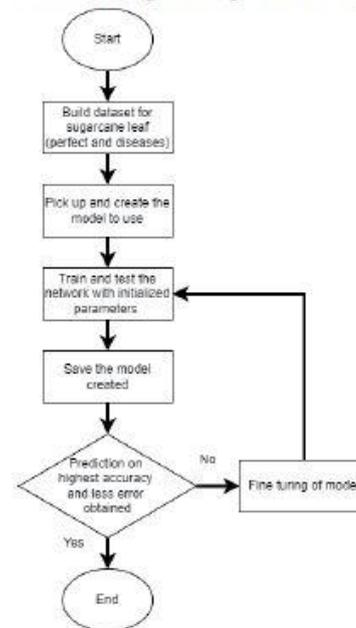 Start
Build dataset for
sugarcane leaf
(perfect and diseases)
Pick up and create the
model to use
Train and test the
network with initialized
parameters
Save the model
created
Prediction on
highest accuracy
and less error
obtained
No
Fine turing of model
Yes
End